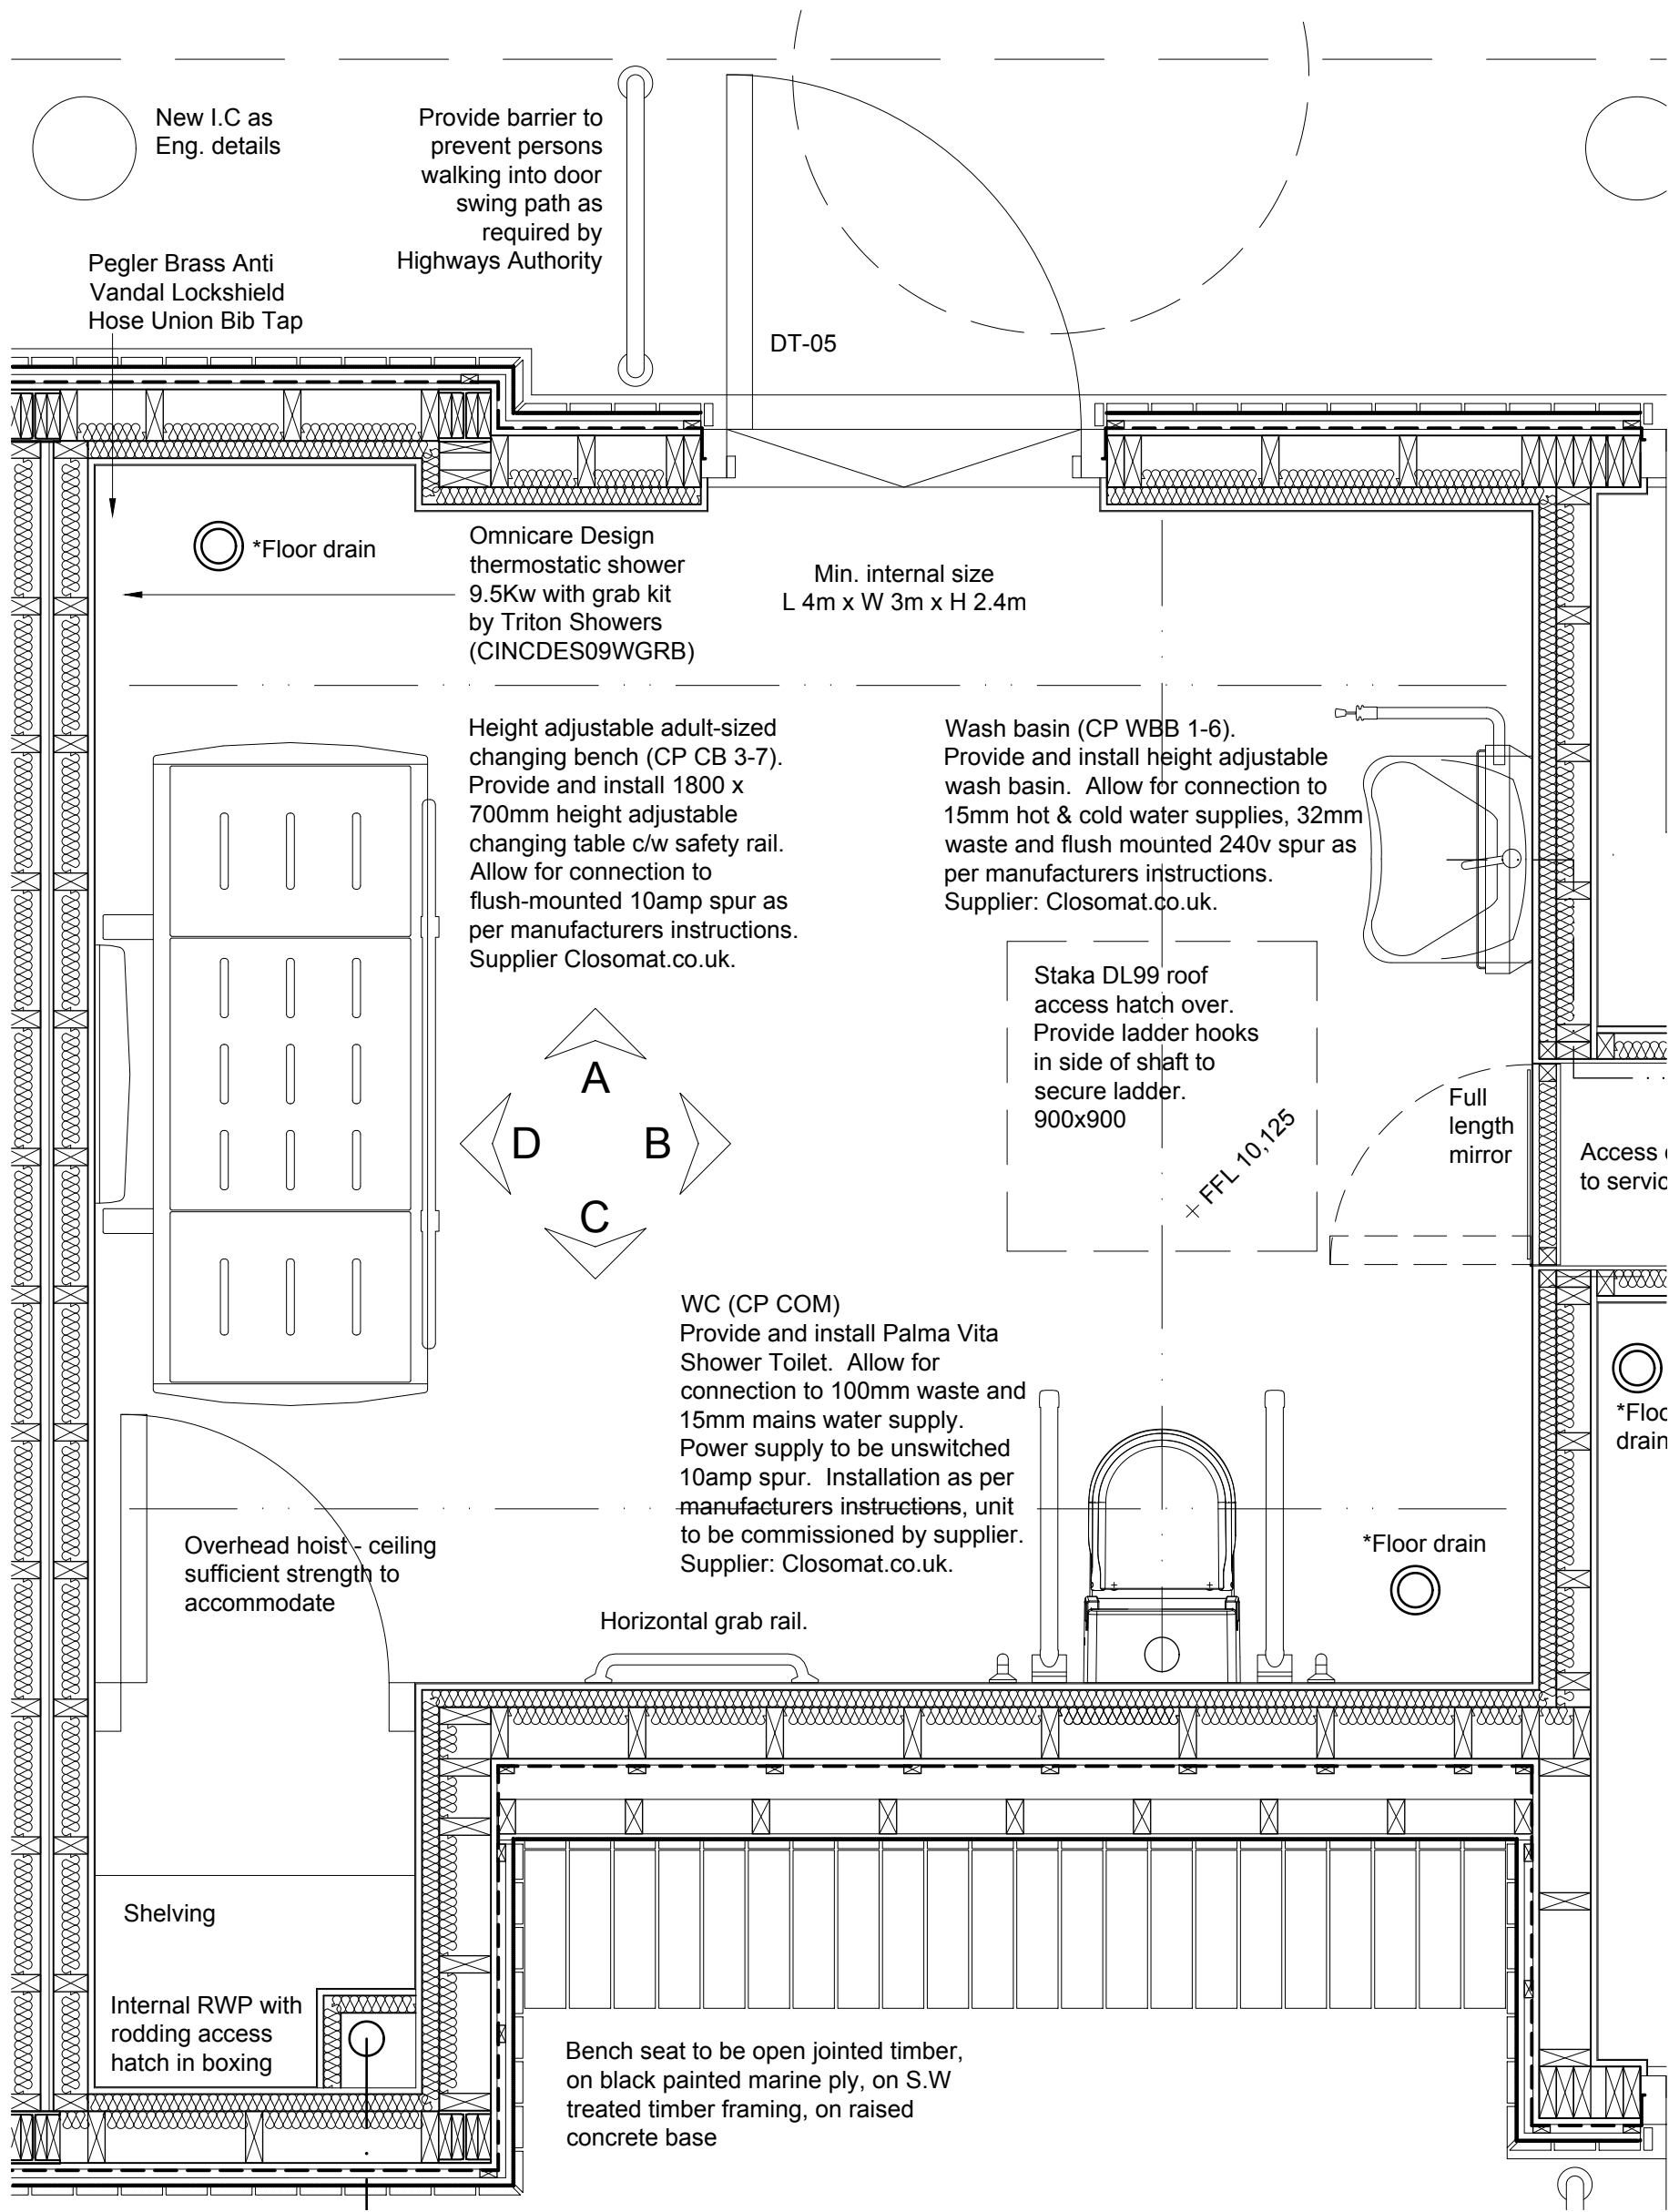 New I.C as
Eng. details
Provide barrier to
prevent persons
walking into door
swing path as
required by
Highways Authority
Pegler Brass Anti
Vandal Lockshield
Hose Union Bib Tap
DT-05
*Floor drain
Omnicare Design
thermostatic shower
9.5Kw with grab kit
by Triton Showers
(CINCDES09WGRB)
Min. internal size
L 4m x W 3m x H 2.4m
Height adjustable adult-sized
changing bench (CP CB 3-7).
Provide and install 1800 x
700mm height adjustable
changing table c/w safety rail.
Allow for connection to
flush-mounted 10amp spur as
per manufacturers instructions.
Supplier Closomat.co.uk.
Wash basin (CP WBB 1-6).
Provide and install height adjustable
wash basin.  Allow for connection to
15mm hot & cold water supplies, 32mm
waste and flush mounted 240v spur as
per manufacturers instructions.
Supplier: Closomat.co.uk.
Staka DL99 roof
access hatch over.
Provide ladder hooks
in side of shaft to
secure ladder.
900x900
FFL 10,125
A
D
B
C
Full
length
mirror
Access
to servic
WC (CP COM)
Provide and install Palma Vita
Shower Toilet.  Allow for
connection to 100mm waste and
15mm mains water supply.
Power supply to be unswitched
10amp spur.  Installation as per
manufacturers instructions, unit
to be commissioned by supplier.
Supplier: Closomat.co.uk.
*Floo
drain
*Floor drain
Overhead hoist - ceiling
sufficient strength to
accommodate
Horizontal grab rail.
Shelving
Internal RWP with
rodding access
hatch in boxing
Bench seat to be open jointed timber,
on black painted marine ply, on S.W
treated timber framing, on raised
concrete base